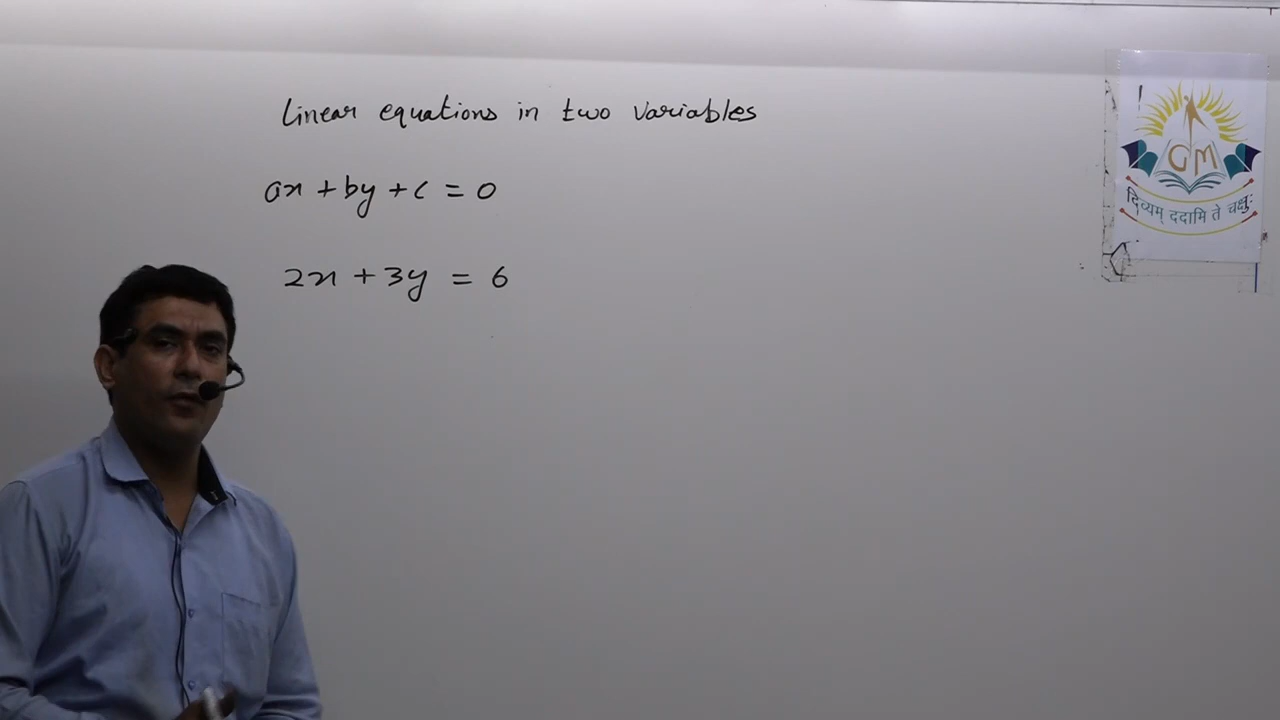 Linear equations in two variables
ax + by + c = 0
2x + 3y = 6
GM
दिव्यम् ददामि ते चक्षुः